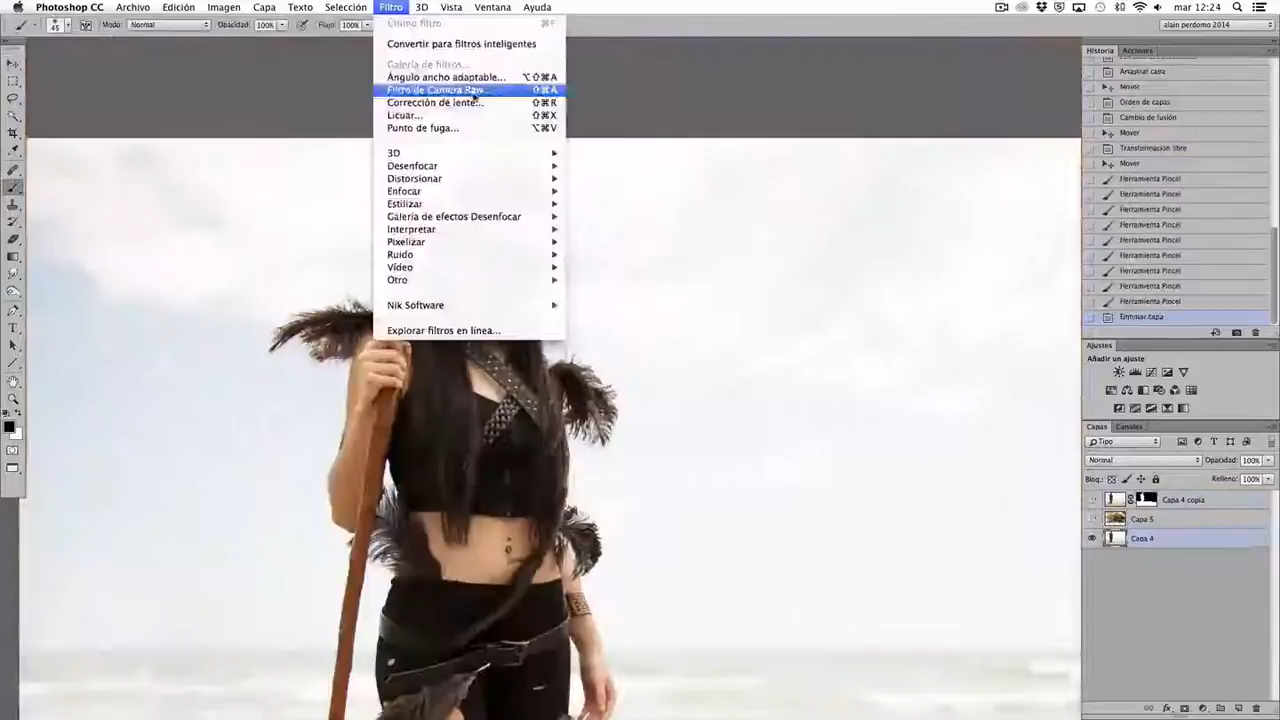 Photoshop CC Archivo Edición Imagen Capa Texto Selección Filtro 3D Vista Ventana Ayuda mar 12:24
45 Modo: Normal Opacidad: 100% Flujo: 100% alain perdomo 2014
Último filtro ⌘F
Convertir para filtros inteligentes
Galería de filtros...
Ángulo ancho adaptable... ⌥⇧⌘A
Filtro de Camera Raw... ⇧⌘A
Corrección de lente... ⇧⌘R
Licuar... ⇧⌘X
Punto de fuga... ⌥⌘V
3D
Desenfocar
Distorsionar
Enfocar
Estilizar
Galería de efectos Desenfocar
Interpretar
Pixelizar
Ruido
Vídeo
Otro
Nik Software
Explorar filtros en línea...
Historia Acciones
Arrastrar capa
Mover
Orden de capas
Cambio de fusión
Mover
Transformación libre
Mover
Herramienta Pincel
Herramienta Pincel
Herramienta Pincel
Herramienta Pincel
Herramienta Pincel
Herramienta Pincel
Herramienta Pincel
Herramienta Pincel
Herramienta Pincel
Eliminar capa
Ajustes
Añadir un ajuste
Capas Canales
Tipo
Normal Opacidad: 100%
Bloq.: Relleno: 100%
Capa 4 copia
Capa 5
Capa 4